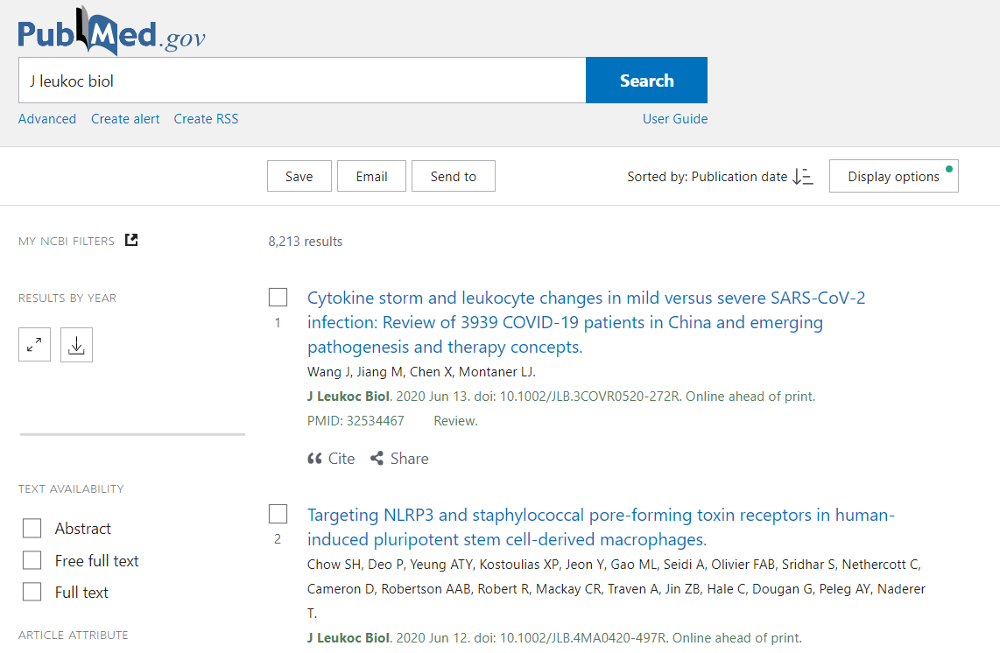 PubMed.gov
J leukoc biol
Search
Advanced Create alert Create RSS User Guide
Save Email Send to Sorted by: Publication date Display options
MY NCBI FILTERS
8,213 results
RESULTS BY YEAR
1
Cytokine storm and leukocyte changes in mild versus severe SARS-CoV-2
infection: Review of 3939 COVID-19 patients in China and emerging
pathogenesis and therapy concepts.
Wang J, Jiang M, Chen X, Montaner LJ.
J Leukoc Biol. 2020 Jun 13. doi: 10.1002/JLB.3COVR0520-272R. Online ahead of print.
PMID: 32534467 Review.
Cite Share
TEXT AVAILABILITY
Abstract
Free full text
Full text
ARTICLE ATTRIBUTE
2
Targeting NLRP3 and staphylococcal pore-forming toxin receptors in human-
induced pluripotent stem cell-derived macrophages.
Chow SH, Deo P, Yeung ATY, Kostoulias XP, Jeon Y, Gao ML, Seidi A, Olivier FAB, Sridhar S, Nethercott C,
Cameron D, Robertson AAB, Robert R, Mackay CR, Traven A, Jin ZB, Hale C, Dougan G, Peleg AY, Naderer
T.
J Leukoc Biol. 2020 Jun 12. doi: 10.1002/JLB.4MA0420-497R. Online ahead of print.